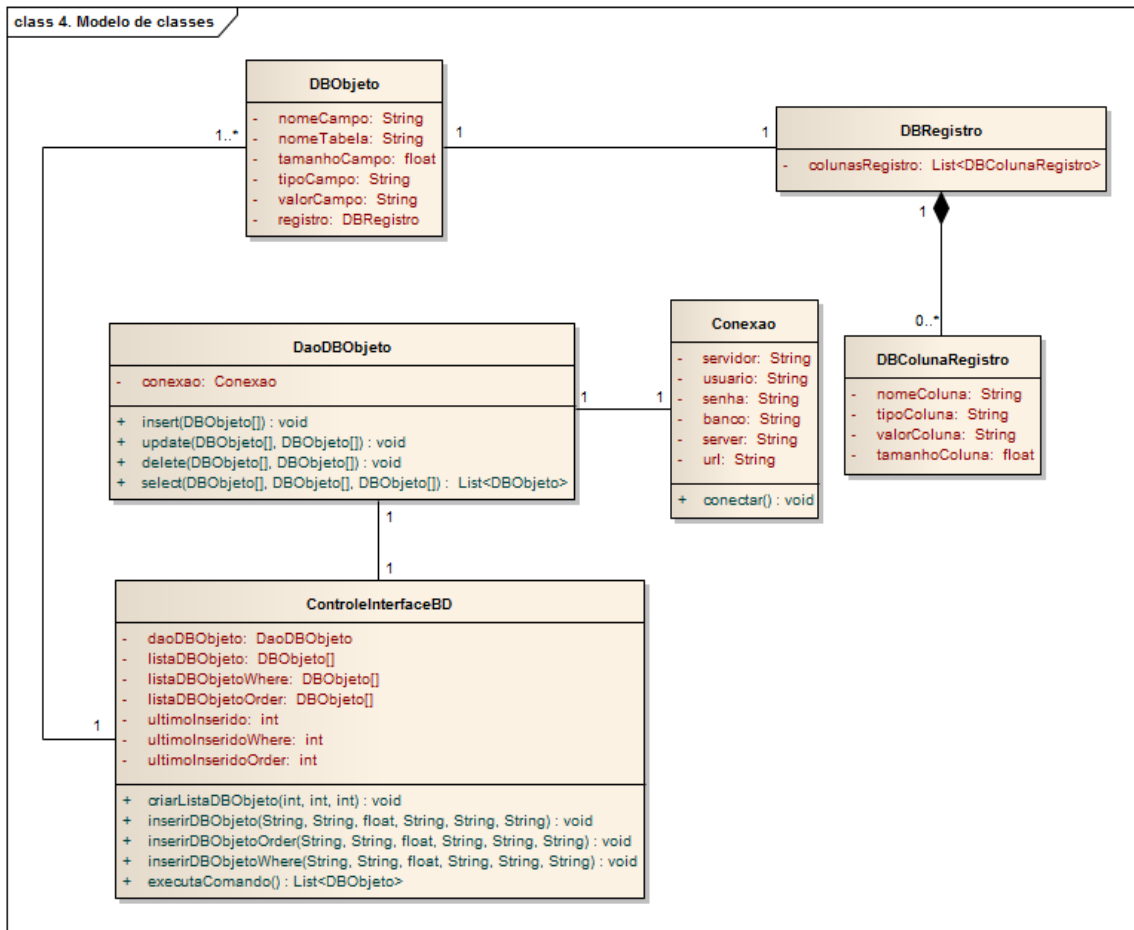 class 4. Modelo de classes
DBObjeto
- nomeCampo: String
- nomeTabela: String
- tamanhoCampo: float
- tipoCampo: String
- valorCampo: String
- registro: DBRegistro
1..*
1
1
DBRegistro
- colunasRegistro: List<DBColunaRegistro>
1
0..*
DBColunaRegistro
- nomeColuna: String
- tipoColuna: String
- valorColuna: String
- tamanhoColuna: float
Conexao
- servidor: String
- usuario: String
- senha: String
- banco: String
- server: String
- url: String
+ conectar() : void
1
1
DaoDBObjeto
- conexao: Conexao
+ insert(DBObjeto[]) : void
+ update(DBObjeto[], DBObjeto[]) : void
+ delete(DBObjeto[], DBObjeto[]) : void
+ select(DBObjeto[], DBObjeto[], DBObjeto[]) : List<DBObjeto>
1
1
1
ControleInterfaceBD
- daoDBObjeto: DaoDBObjeto
- listaDBObjeto: DBObjeto[]
- listaDBObjetoWhere: DBObjeto[]
- listaDBObjetoOrder: DBObjeto[]
- ultimoInserido: int
- ultimoInseridoWhere: int
- ultimoInseridoOrder: int
+ criarListaDBObjeto(int, int, int) : void
+ inserirDBObjeto(String, String, float, String, String, String) : void
+ inserirDBObjetoOrder(String, String, float, String, String, String) : void
+ inserirDBObjetoWhere(String, String, float, String, String, String) : void
+ executaComando() : List<DBObjeto>